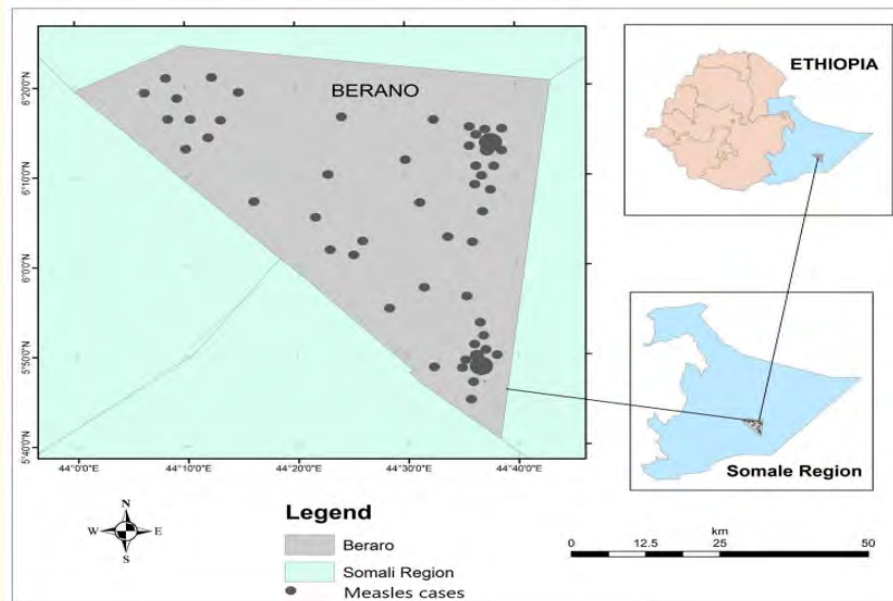 BERANO
ETHIOPIA
6°20'0"N
6°10'0"N
6°0'0"N
5°50'0"N
5°40'0"N
44°0'0"E
44°10'0"E
44°20'0"E
44°30'0"E
44°40'0"E
Somale Region
N
W E
S
Legend
Beraro
Somali Region
Measles cases
km
0 12.5 25 50